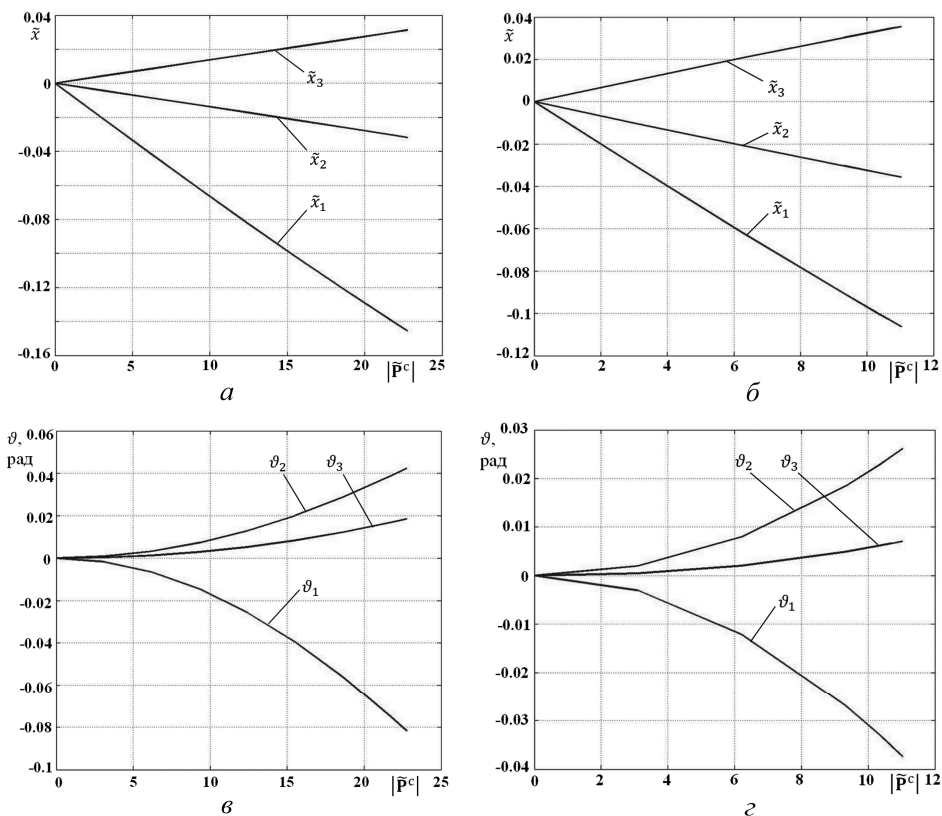 0.04
x̃
0
-0.04
-0.08
-0.12
-0.16
x̃₃
x̃₂
x̃₁
0 5 10 15 20 25
|P̃ᶜ|
а
0.04
x̃
0.02
0
-0.02
-0.04
-0.06
-0.08
-0.1
-0.12
x̃₃
x̃₂
x̃₁
0 2 4 6 8 10 12
|P̃ᶜ|
б
0.06
ϑ,
рад
0.04
0.02
0
-0.02
-0.04
-0.06
-0.08
-0.1
ϑ₂
ϑ₃
ϑ₁
0 5 10 15 20 25
|P̃ᶜ|
в
0.03
ϑ,
рад
0.02
0.01
0
-0.01
-0.02
-0.03
-0.04
ϑ₂
ϑ₃
ϑ₁
0 2 4 6 8 10 12
|P̃ᶜ|
г